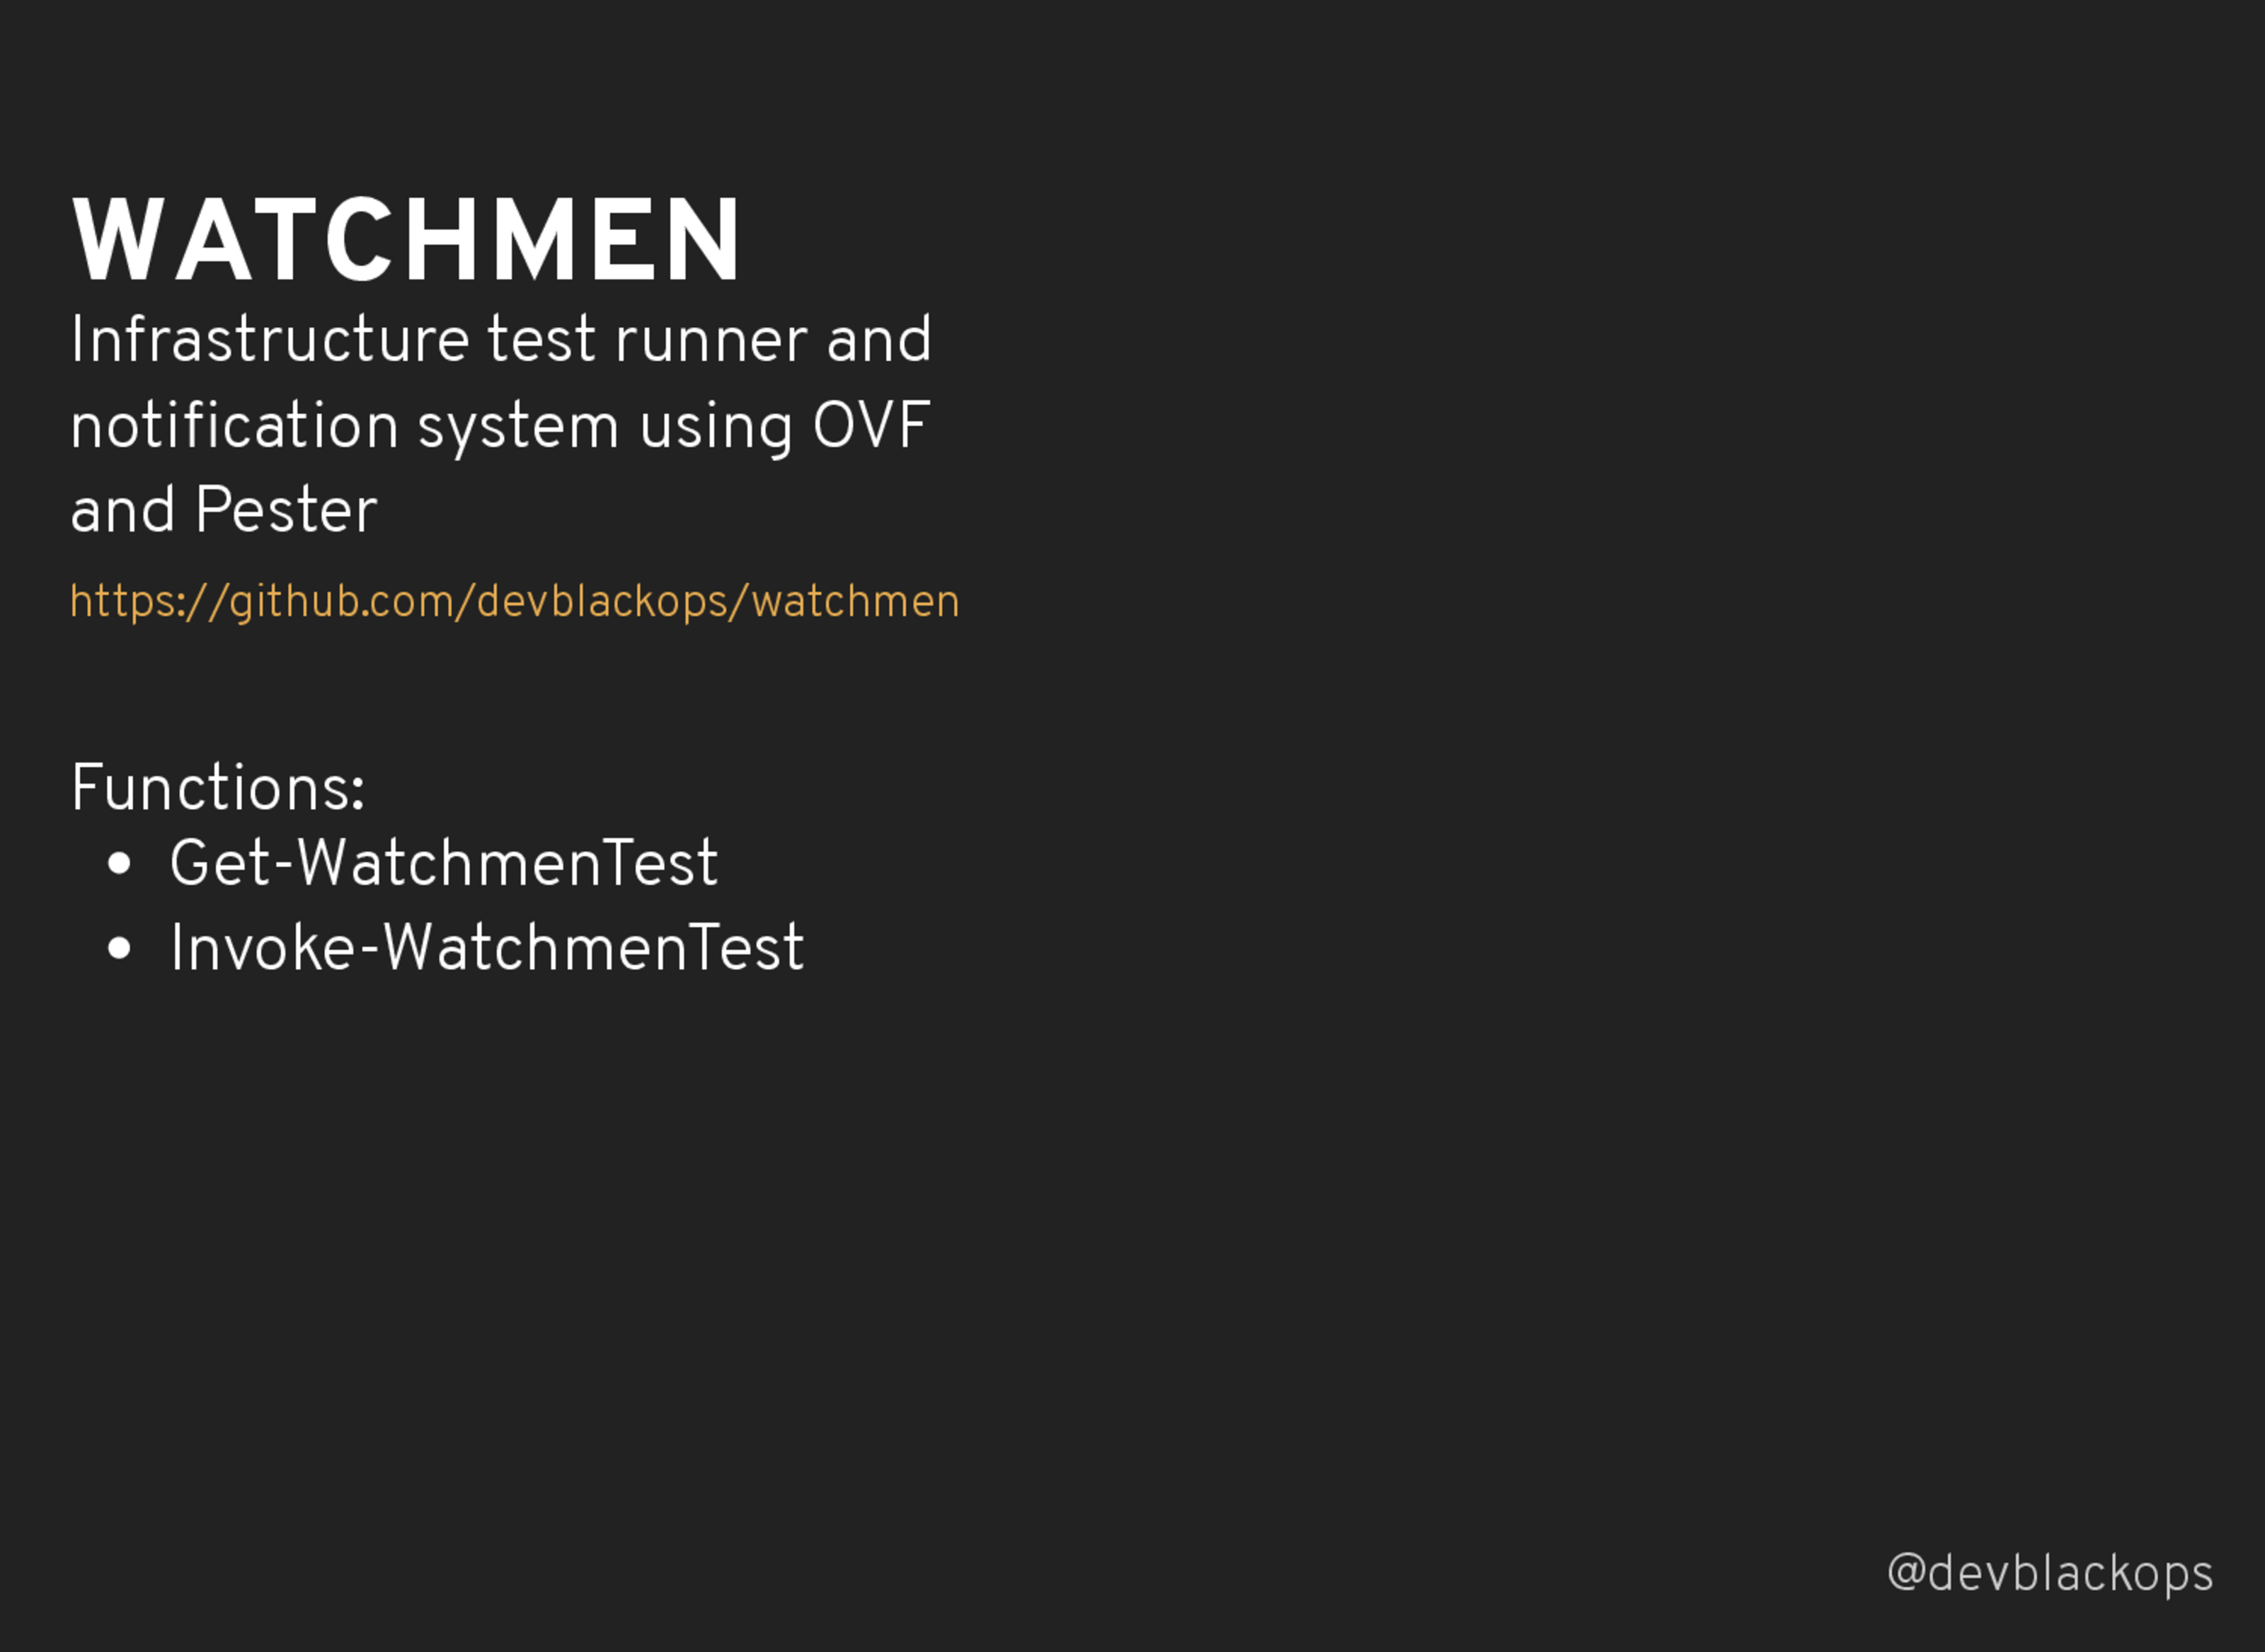 WATCHMEN
Infrastructure test runner and
notification system using OVF
and Pester
https://github.com/devblackops/watchmen
Functions:
• Get-WatchmenTest
• Invoke-WatchmenTest
@devblackops